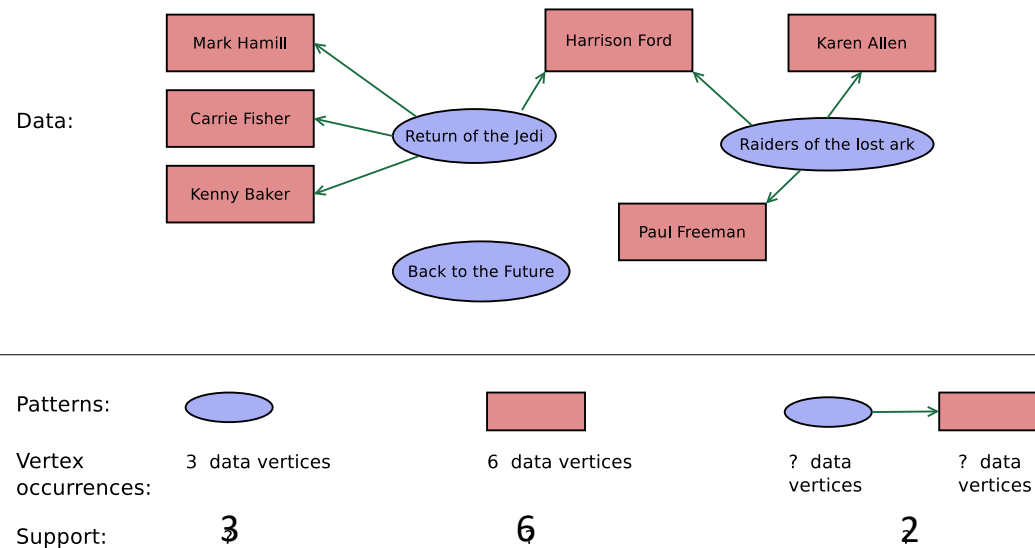 Data:
Mark Hamill
Harrison Ford
Karen Allen
Carrie Fisher
Return of the Jedi
Raiders of the lost ark
Kenny Baker
Paul Freeman
Back to the Future
Patterns:
Vertex
occurrences:
3 data vertices
6 data vertices
? data
vertices
? data
vertices
Support:
3
6
2